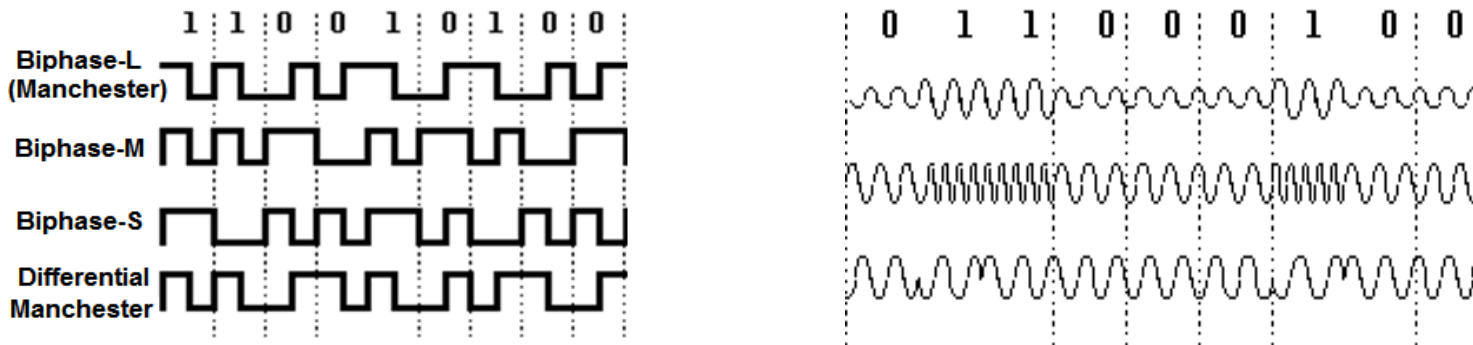 1 1 0 0 1 0 1 0 0
Biphase-L
(Manchester)
Biphase-M
Biphase-S
Differential
Manchester
0 1 1 0 0 0 1 0 0